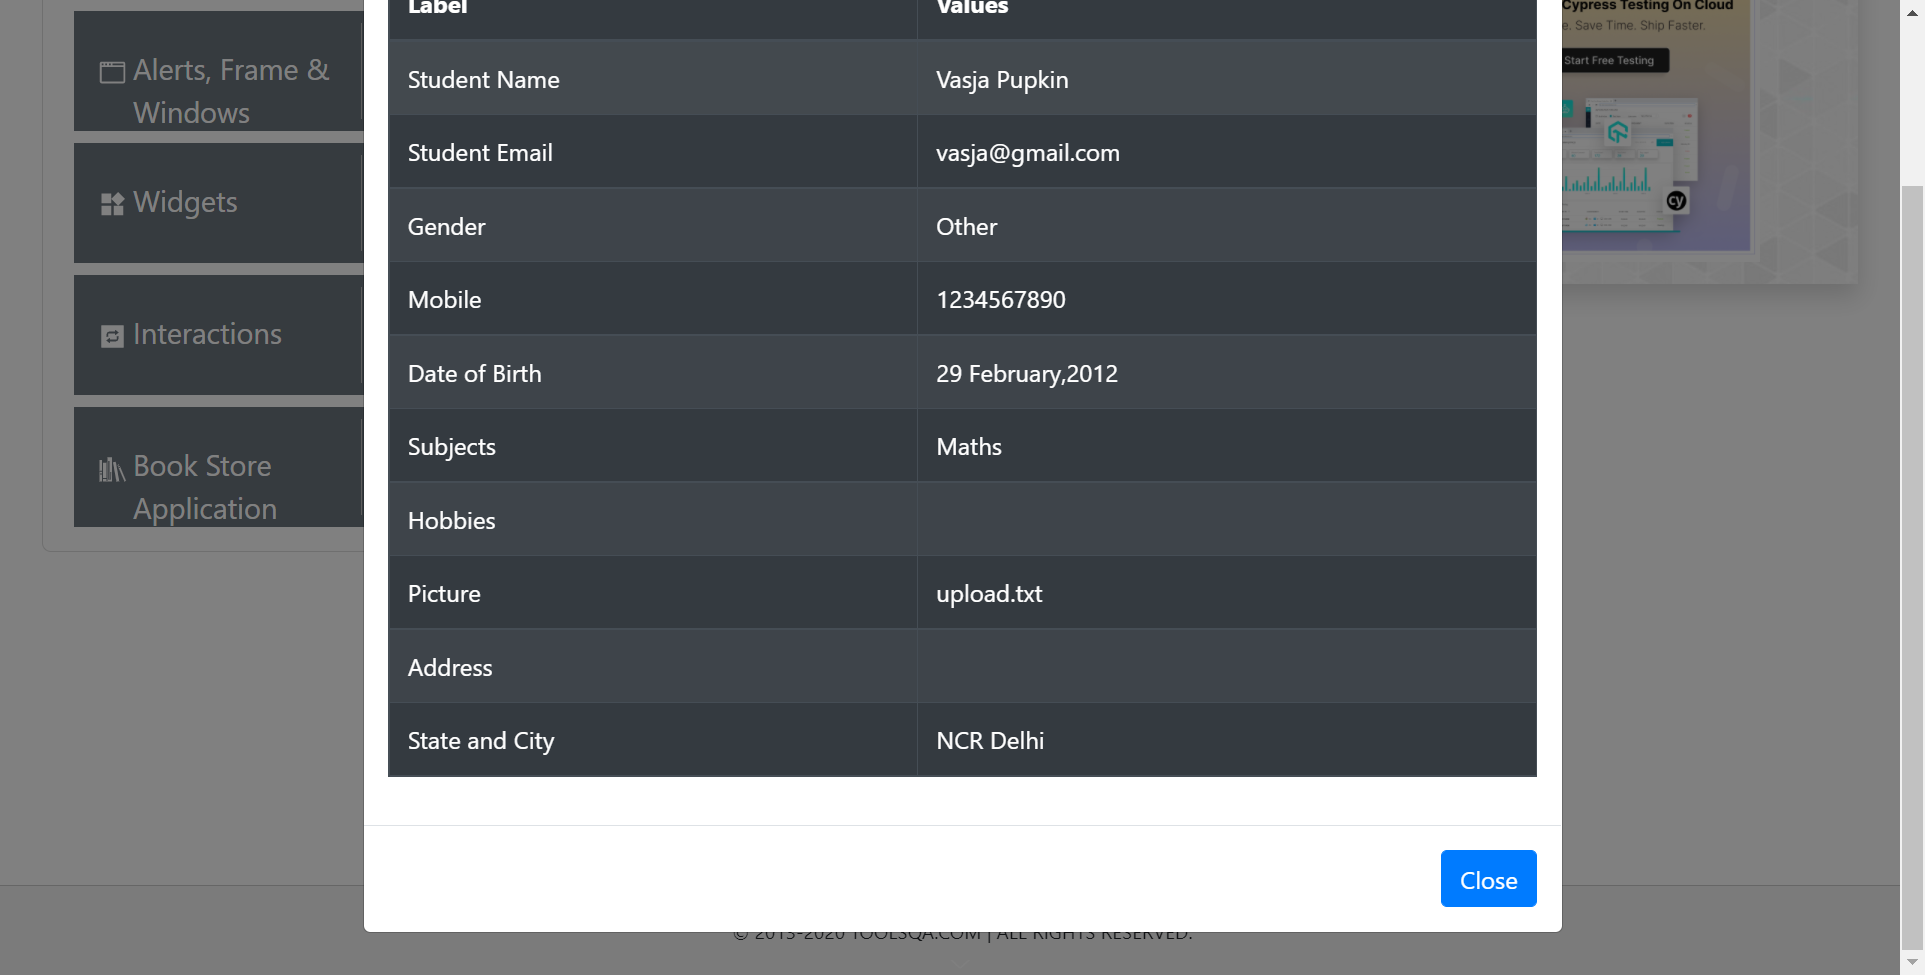 Label Values
Student Name Vasja Pupkin
Student Email vasja@gmail.com
Gender Other
Mobile 1234567890
Date of Birth 29 February,2012
Subjects Maths
Hobbies
Picture upload.txt
Address
State and City NCR Delhi
Close
Alerts, Frame &
Windows
Widgets
Interactions
Book Store
Application
Cypress Testing On Cloud
e. Save Time. Ship Faster.
Start Free Testing
cy
© 2013-2020 TOOLSQA.COM | ALL RIGHTS RESERVED.